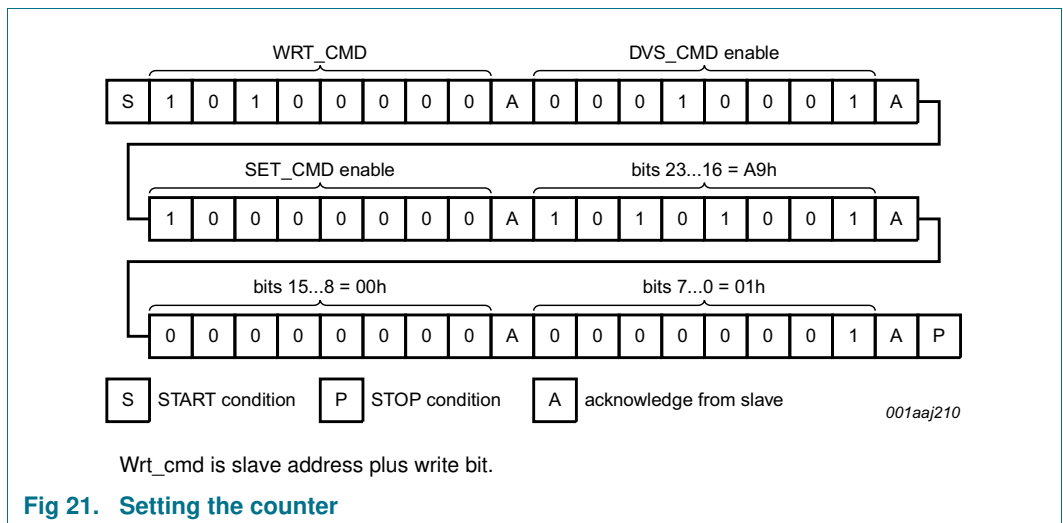 WRT_CMD DVS_CMD enable
S 1 0 1 0 0 0 0 0 A 0 0 0 1 0 0 0 1 A
SET_CMD enable bits 23...16 = A9h
1 0 0 0 0 0 0 0 A 1 0 1 0 1 0 0 1 A
bits 15...8 = 00h bits 7...0 = 01h
0 0 0 0 0 0 0 0 A 0 0 0 0 0 0 0 1 A P
S START condition P STOP condition A acknowledge from slave
001aaj210
Wrt_cmd is slave address plus write bit.
Fig 21. Setting the counter